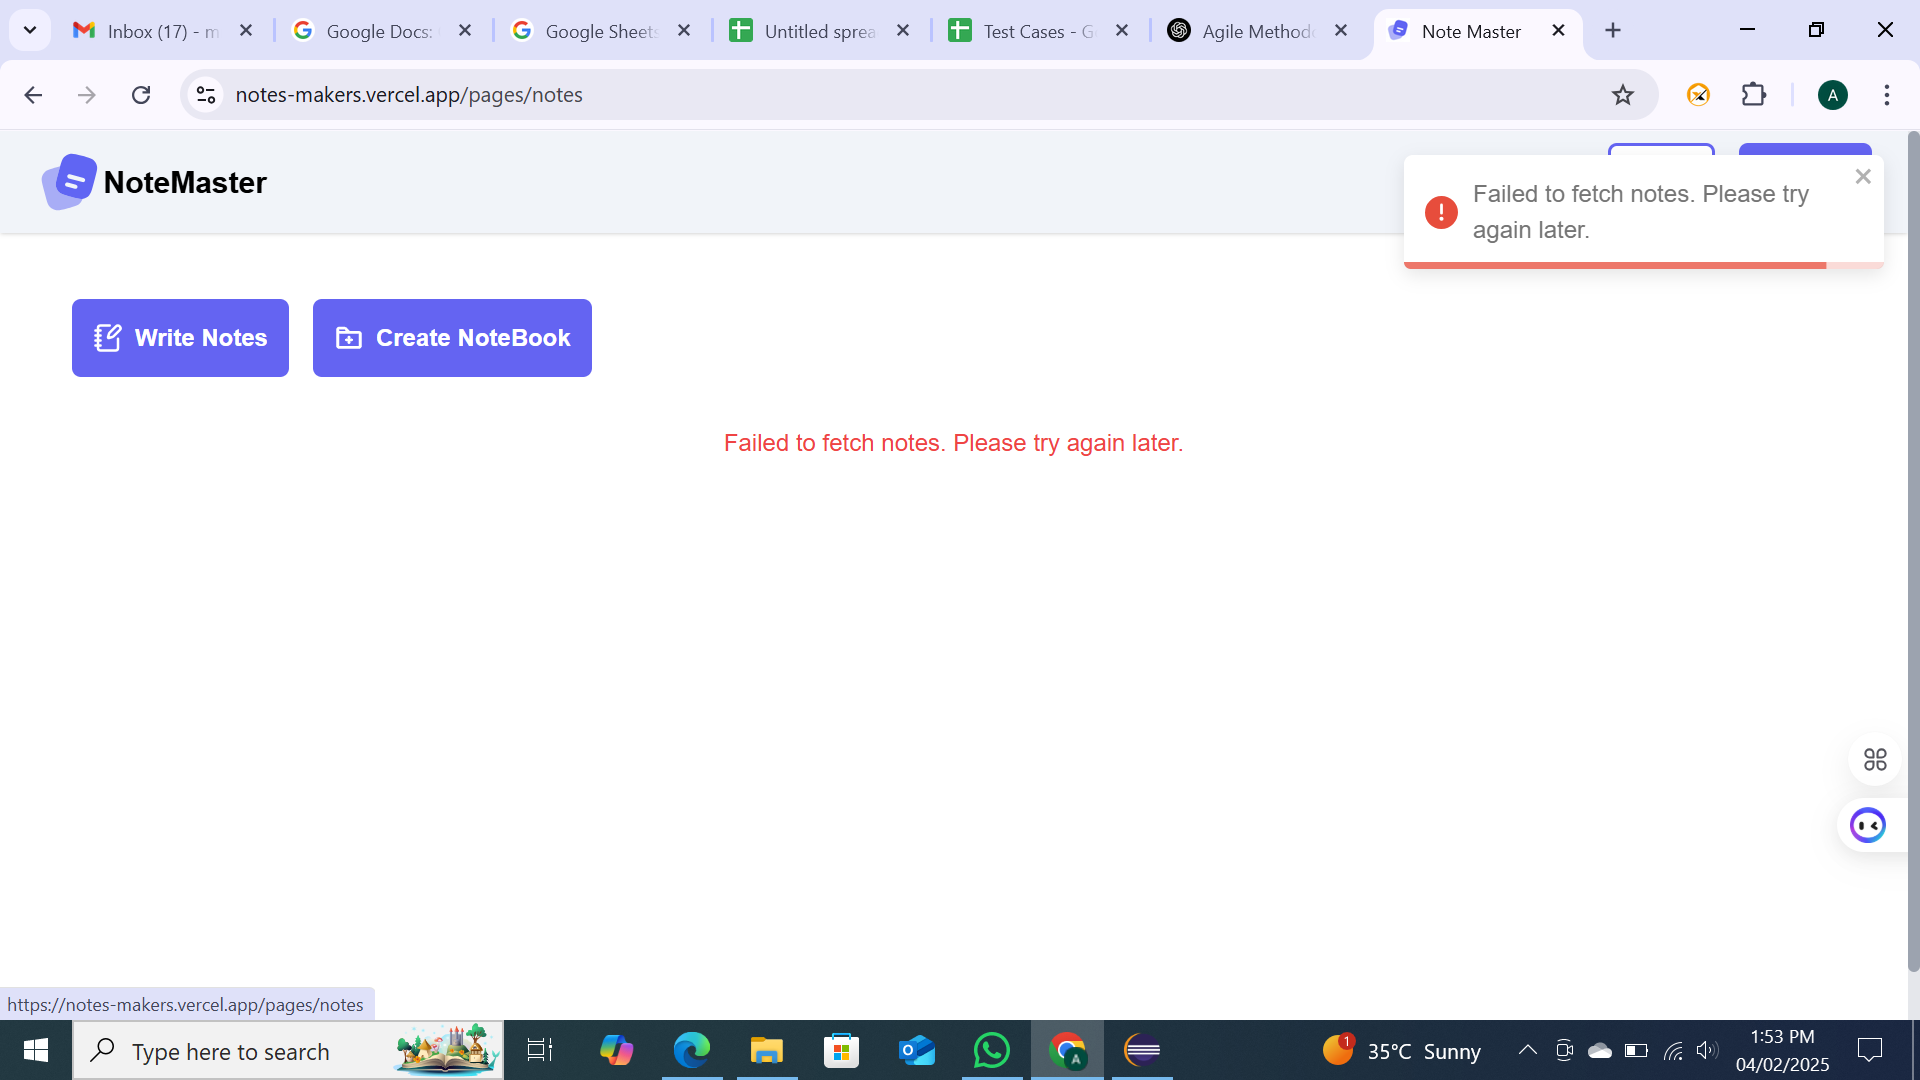 Inbox (17) - m
Google Docs:
Google Sheets
Untitled sprea
Test Cases - G
Agile Methodo
Note Master
notes-makers.vercel.app/pages/notes
A
NoteMaster
Failed to fetch notes. Please try
again later.
Write Notes
Create NoteBook
Failed to fetch notes. Please try again later.
https://notes-makers.vercel.app/pages/notes
Type here to search
A
1
35°C Sunny
1:53 PM
04/02/2025